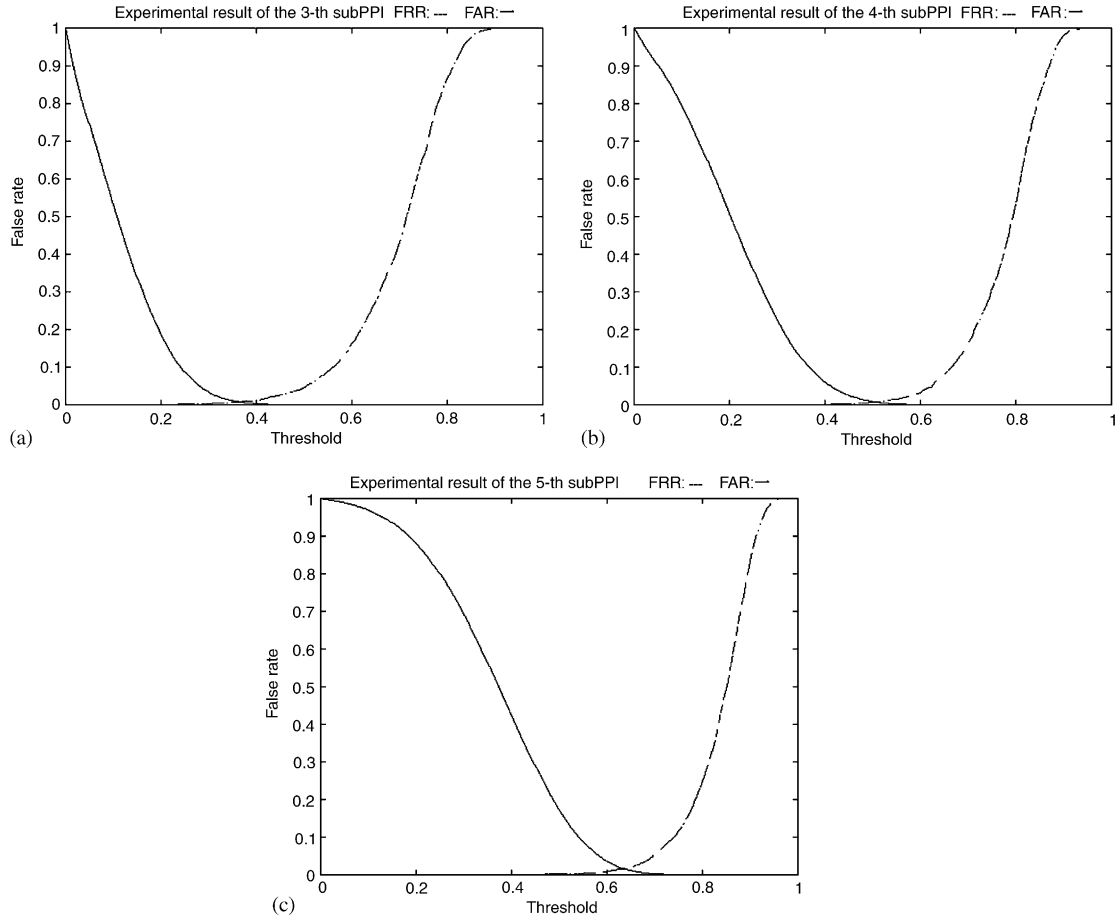 Experimental result of the 3-th subPPI FRR: --- FAR: —
1
0.9
0.8
0.7
0.6
0.5
0.4
0.3
0.2
0.1
0
False rate
0 0.2 0.4 0.6 0.8 1
Threshold
(a)
Experimental result of the 4-th subPPI FRR: --- FAR: —
1
0.9
0.8
0.7
0.6
0.5
0.4
0.3
0.2
0.1
0
False rate
0 0.2 0.4 0.6 0.8 1
Threshold
(b)
Experimental result of the 5-th subPPI FRR: --- FAR: —
1
0.9
0.8
0.7
0.6
0.5
0.4
0.3
0.2
0.1
0
False rate
0 0.2 0.4 0.6 0.8 1
Threshold
(c)